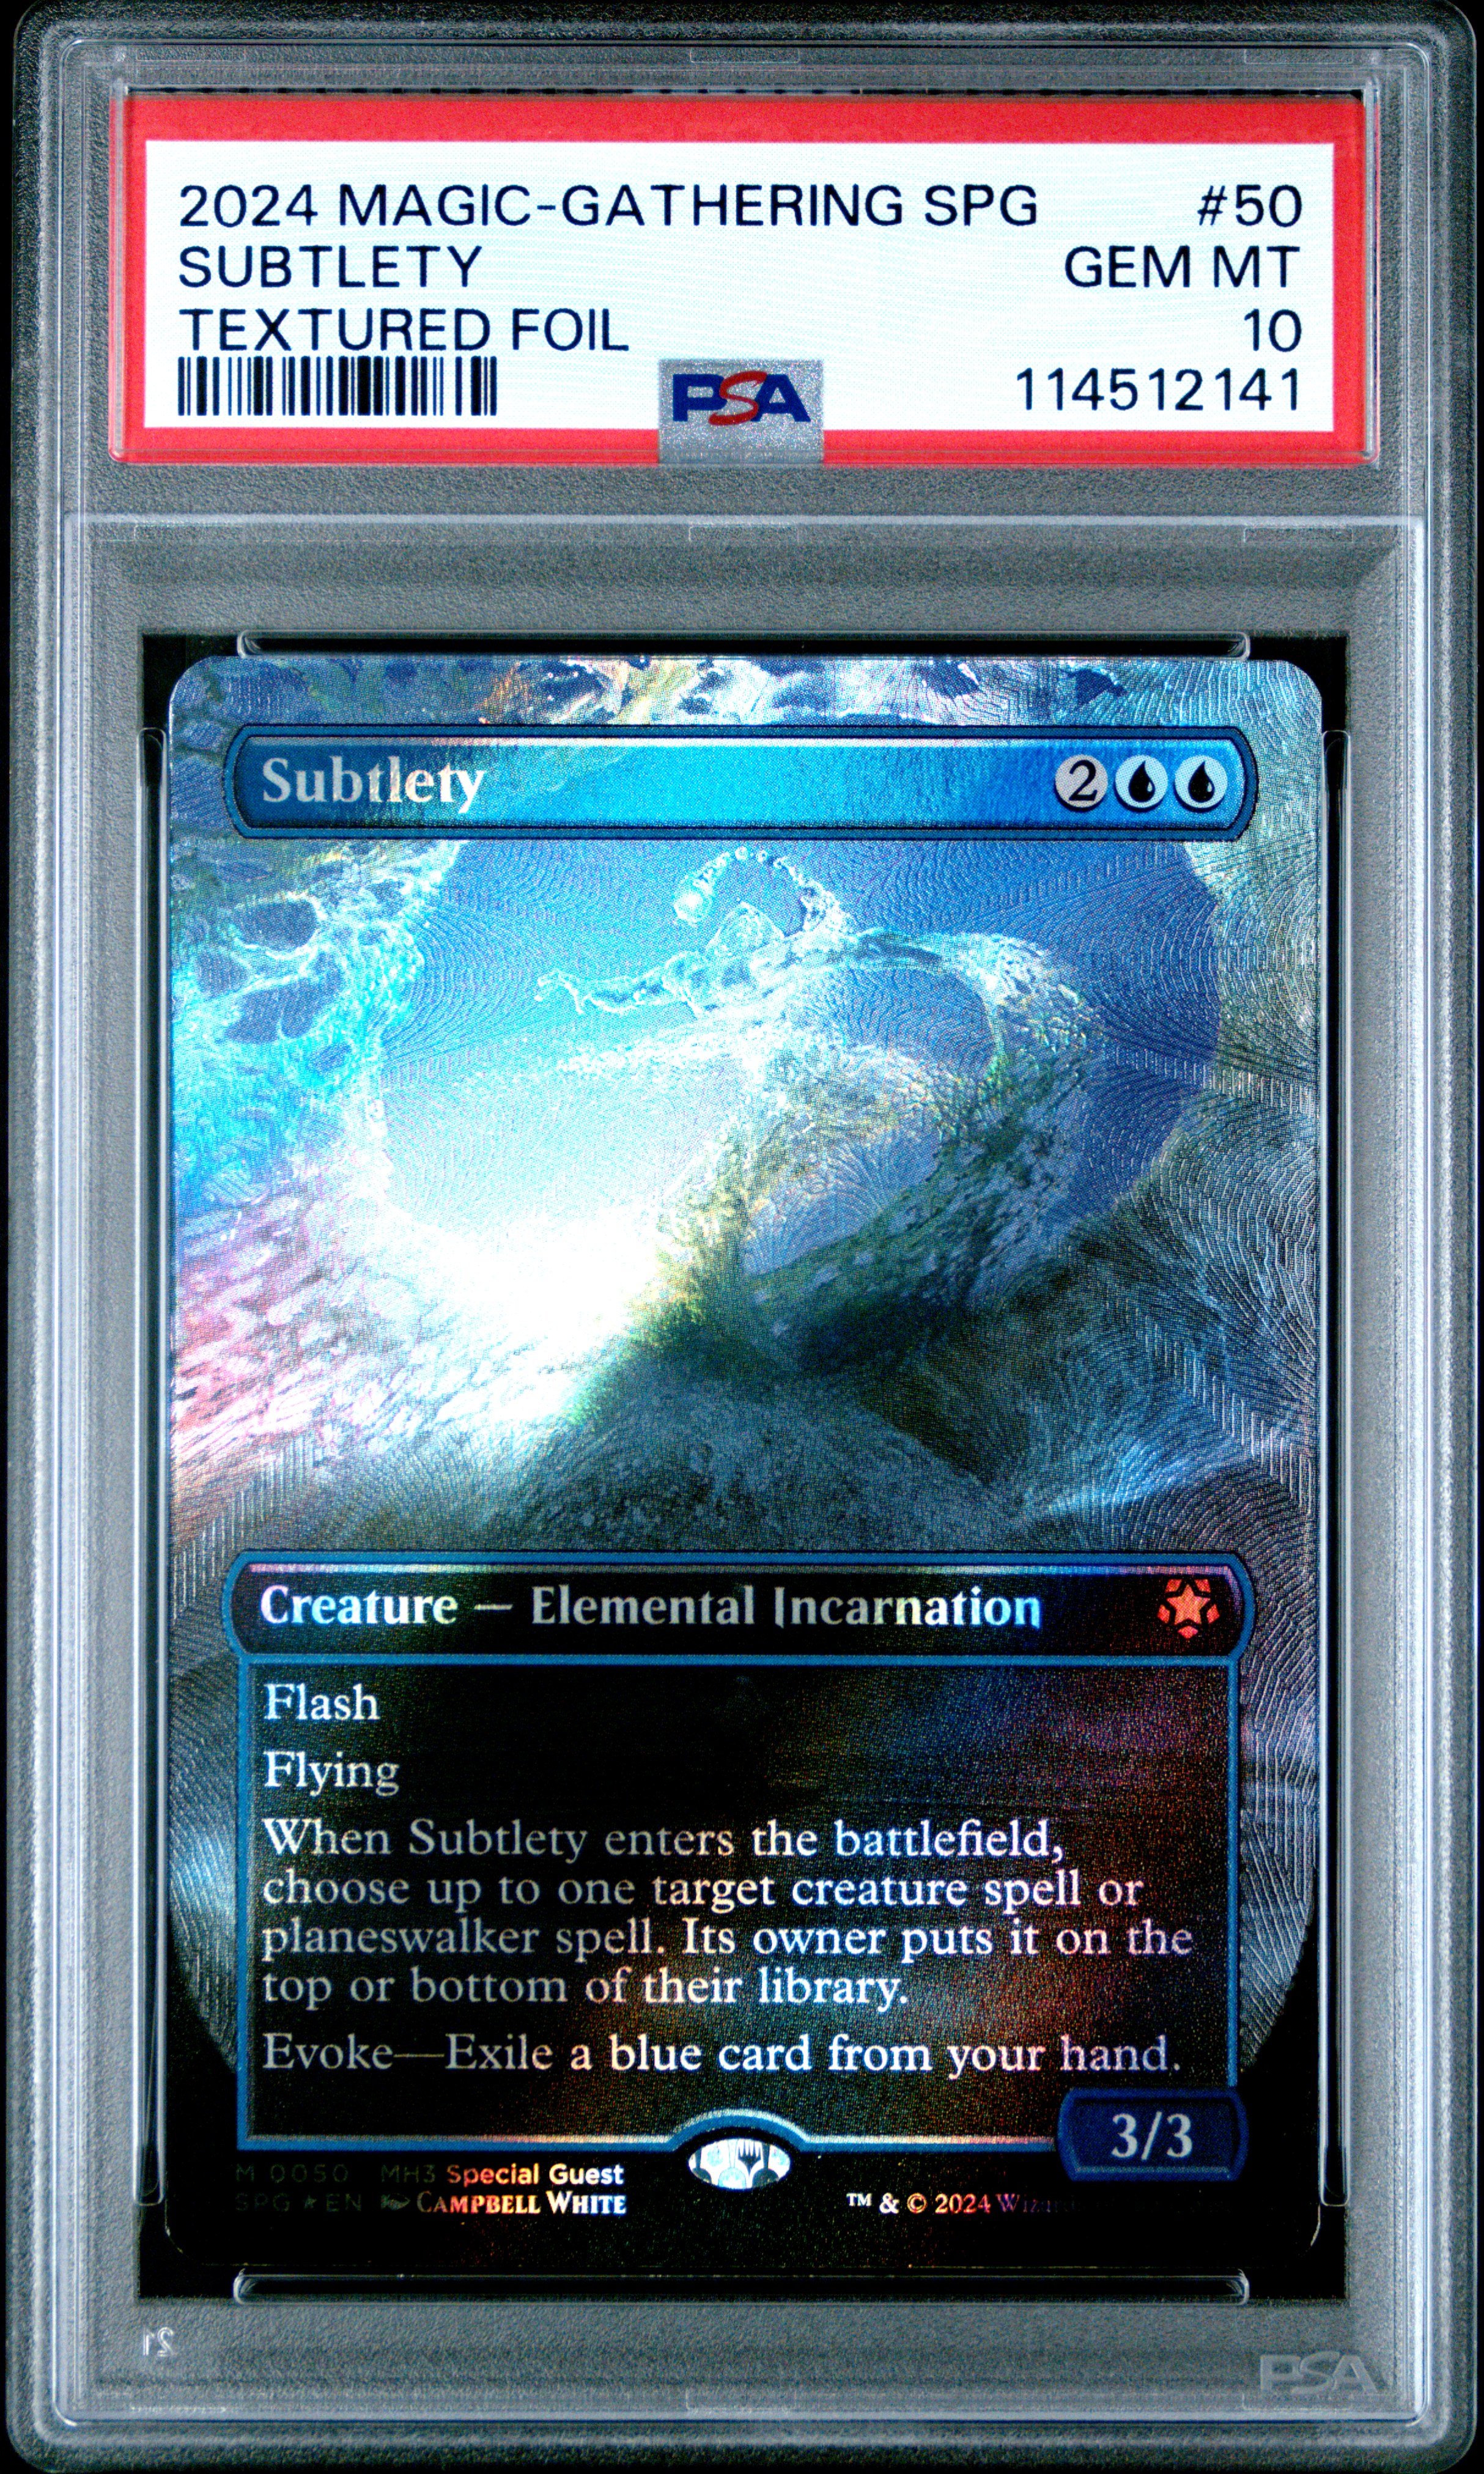 2024 MAGIC-GATHERING SPG #50
SUBTLETY GEM MT
TEXTURED FOIL 10
PSA 114512141
Subtlety 2
Creature — Elemental Incarnation
Flash
Flying
When Subtlety enters the battlefield,
choose up to one target creature spell or
planeswalker spell. Its owner puts it on the
top or bottom of their library.
Evoke—Exile a blue card from your hand.
3/3
M 0050 MH3 Special Guest
SPG ★ EN CAMPBELL WHITE ™ & © 2024
PSA